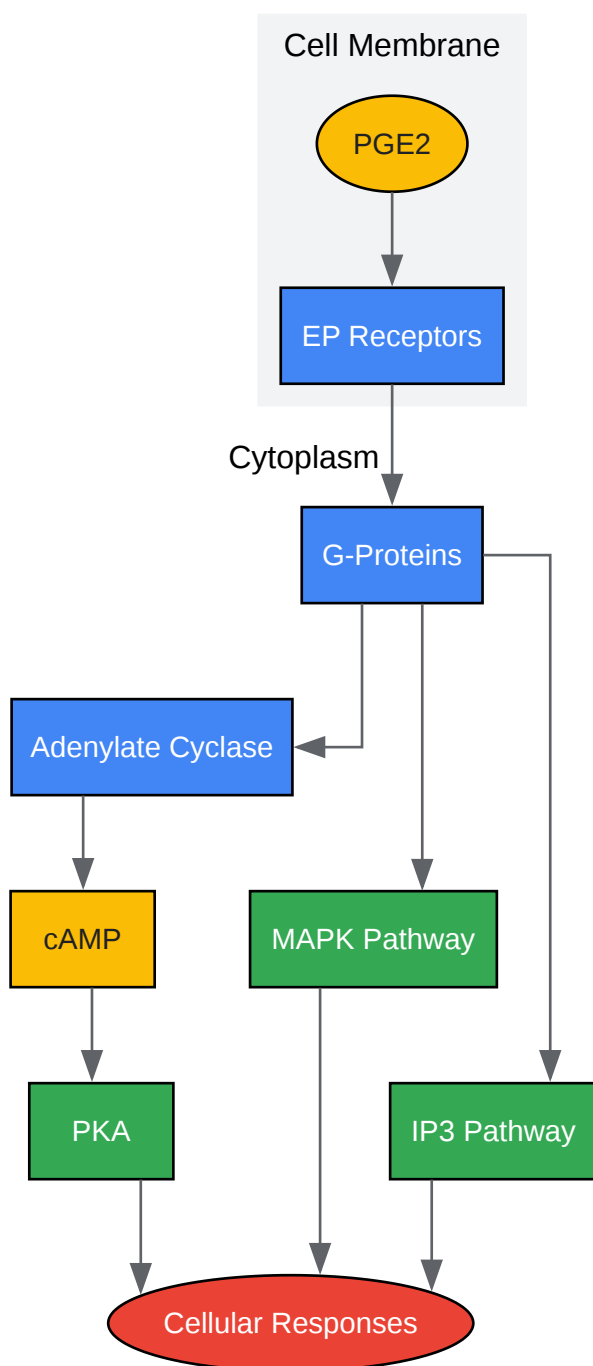 Cell Membrane
PGE2
EP Receptors
Cytoplasm
G-Proteins
Adenylate Cyclase
cAMP
MAPK Pathway
PKA
IP3 Pathway
Cellular Responses